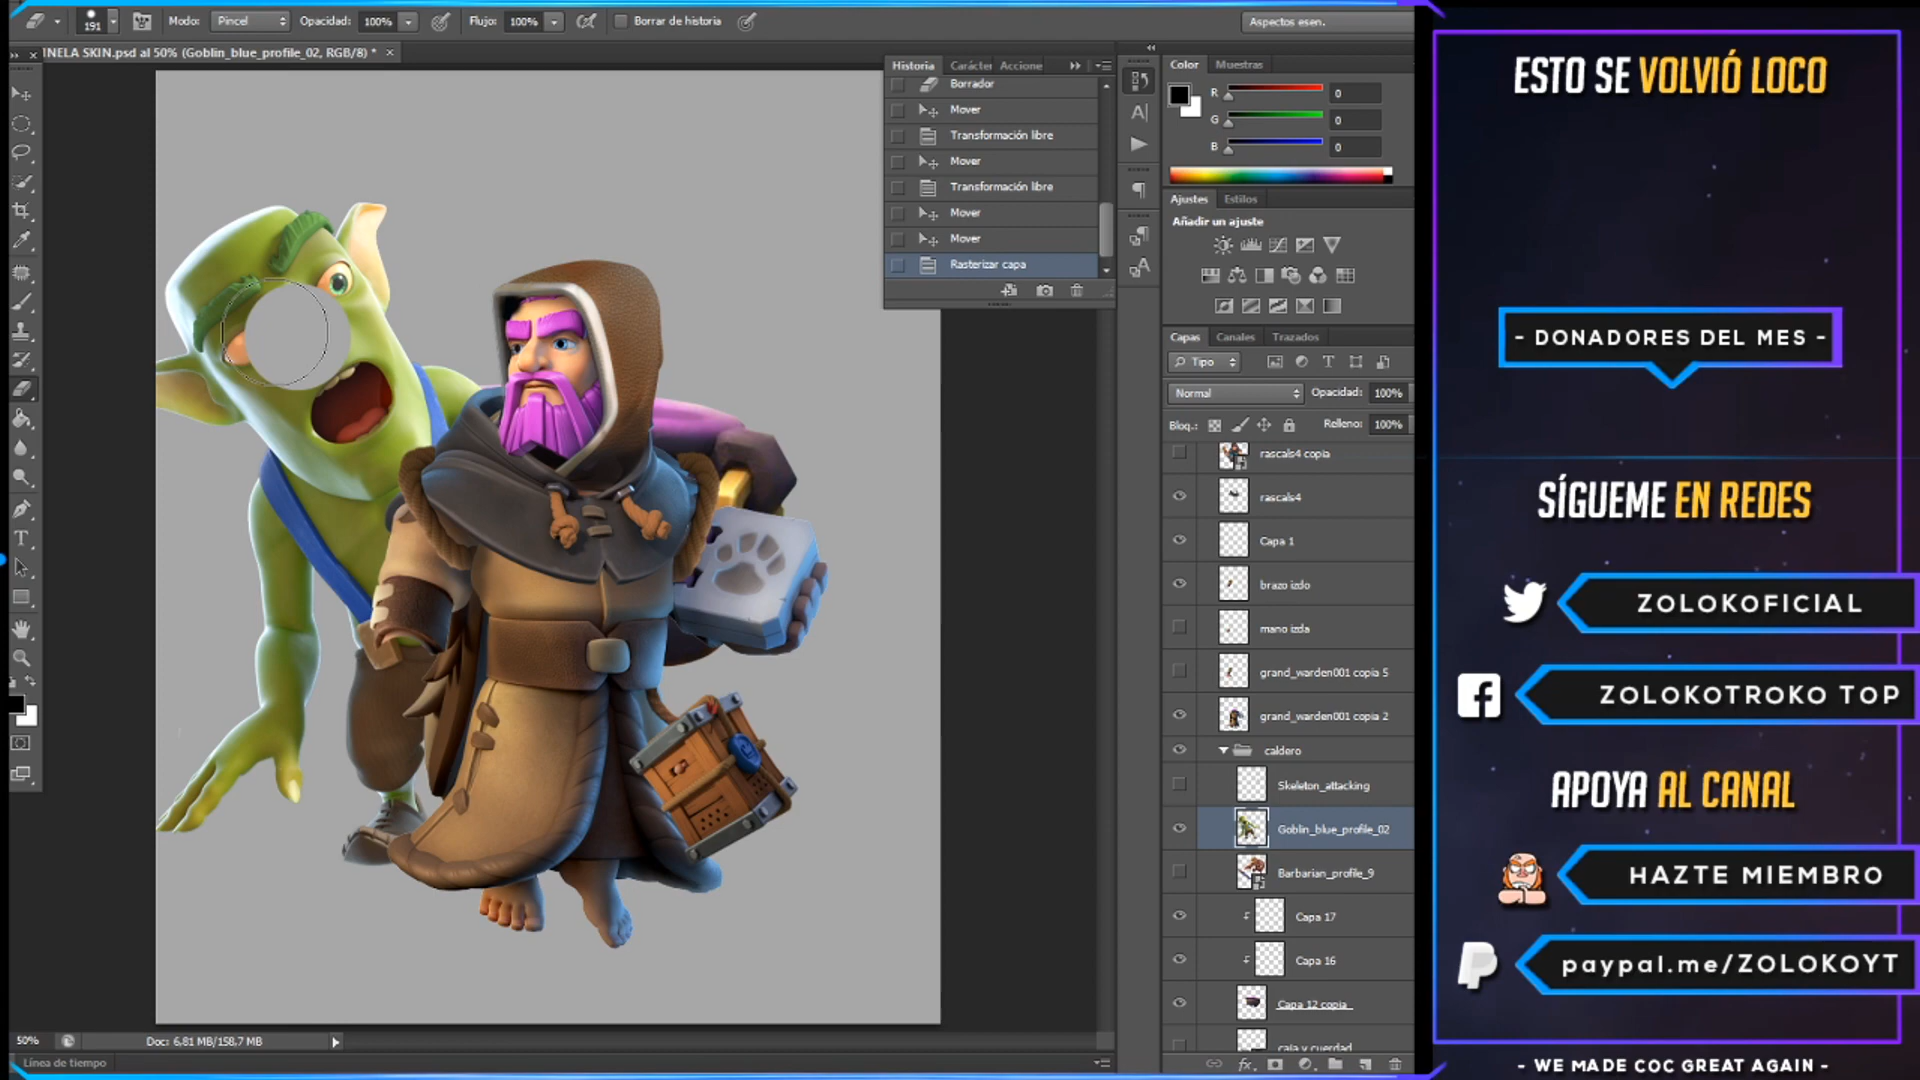 191
Modo:
Pincel
Opacidad:
100%
Flujo:
100%
Borrar de historia
Aspectos esen.
INELA SKIN.psd al 50% (Goblin_blue_profile_02, RGB/8) *
Historia
Carácter
Accione
Borrador
Mover
Transformación libre
Mover
Transformación libre
Mover
Mover
Rasterizar capa
Color
Muestras
R
0
G
0
B
0
Ajustes
Estilos
Añadir un ajuste
Capas
Canales
Trazados
Tipo
Normal
Opacidad:
100%
Bloq.:
Relleno:
100%
rascals4 copia
rascals4
Capa 1
brazo izdo
mano izda
grand_warden001 copia 5
grand_warden001 copia 2
caldero
Skeleton_attacking
Goblin_blue_profile_02
Barbarian_profile_9
Capa 17
Capa 16
Capa 12 copia
caja y cuerdad
50%
Doc: 6,81 MB/158,7 MB
Línea de tiempo
ESTO SE VOLVIÓ LOCO
- DONADORES DEL MES -
SÍGUEME EN REDES
ZOLOKOFICIAL
ZOLOKOTROKO TOP
APOYA AL CANAL
HAZTE MIEMBRO
paypal.me/ZOLOKOYT
- WE MADE COC GREAT AGAIN -